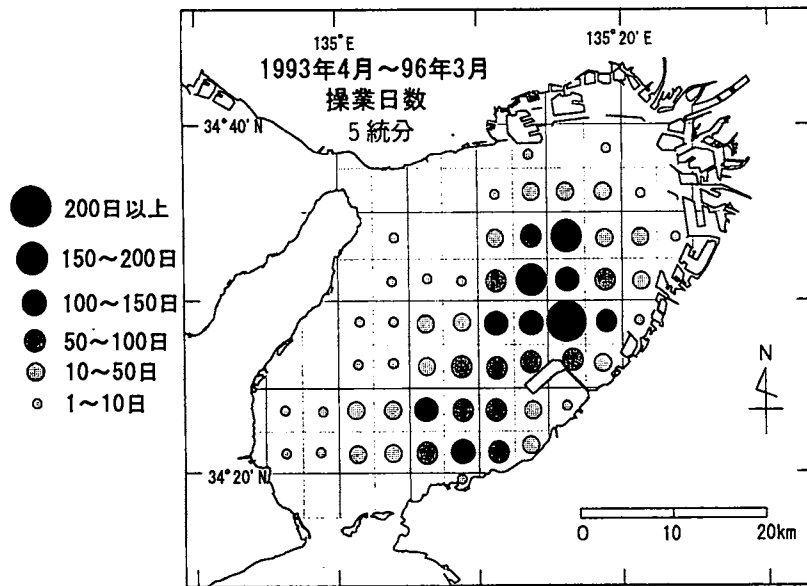 135°E
135°20' E
1993年4月～96年3月
操業日数
5統分
34°40' N
200日以上
150～200日
100～150日
50～100日
10～50日
1～10日
N
34°20' N
0 10 20km